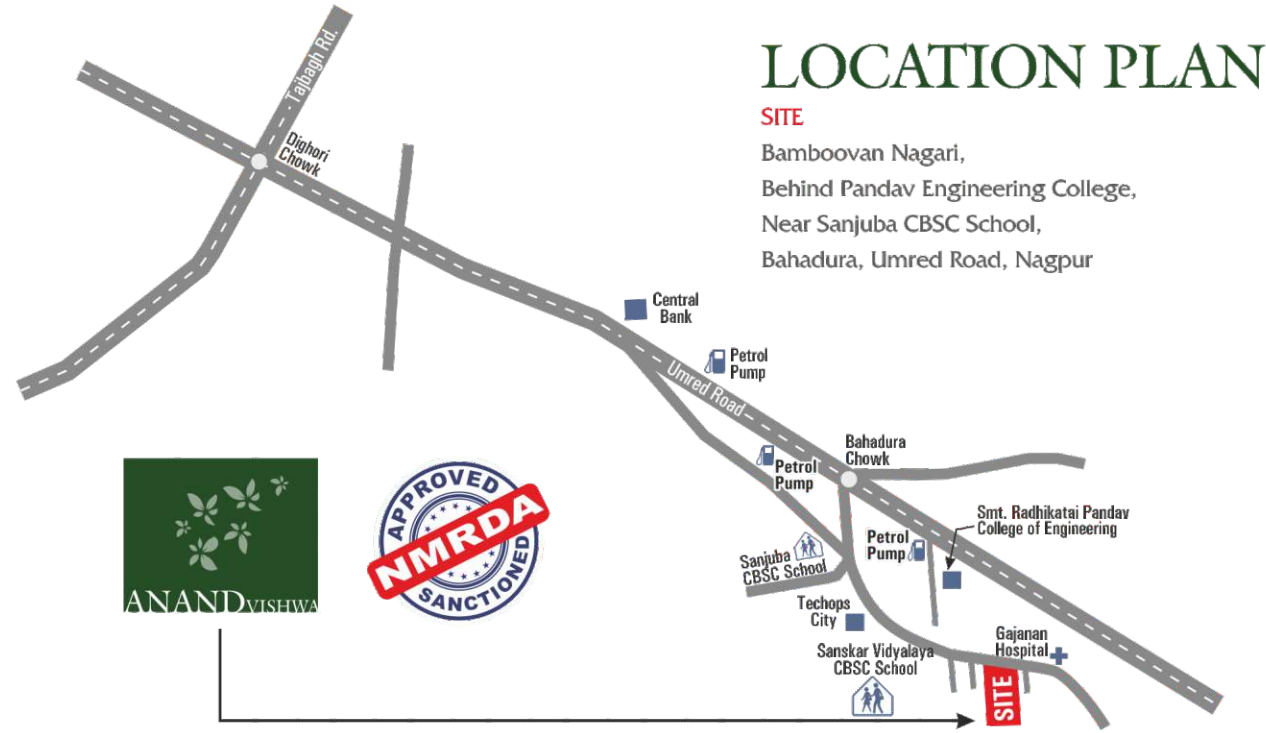 LOCATION PLAN
SITE
Bamboovan Nagari,
Behind Pandav Engineering College,
Near Sanjuba CBSC School,
Bahadura, Umred Road, Nagpur
Tajbagh Rd.
Dighori
Chowk
Central
Bank
Petrol
Pump
Umred Road
Bahadura
Chowk
Petrol
Pump
Smt. Radhikatai Pandav
College of Engineering
Petrol
Pump
Sanjuba
CBSC School
Techops
City
Sanskar Vidyalaya
CBSC School
Gajanan
Hospital
SITE
ANANDVISHWA
APPROVED
NMRDA
SANCTIONED